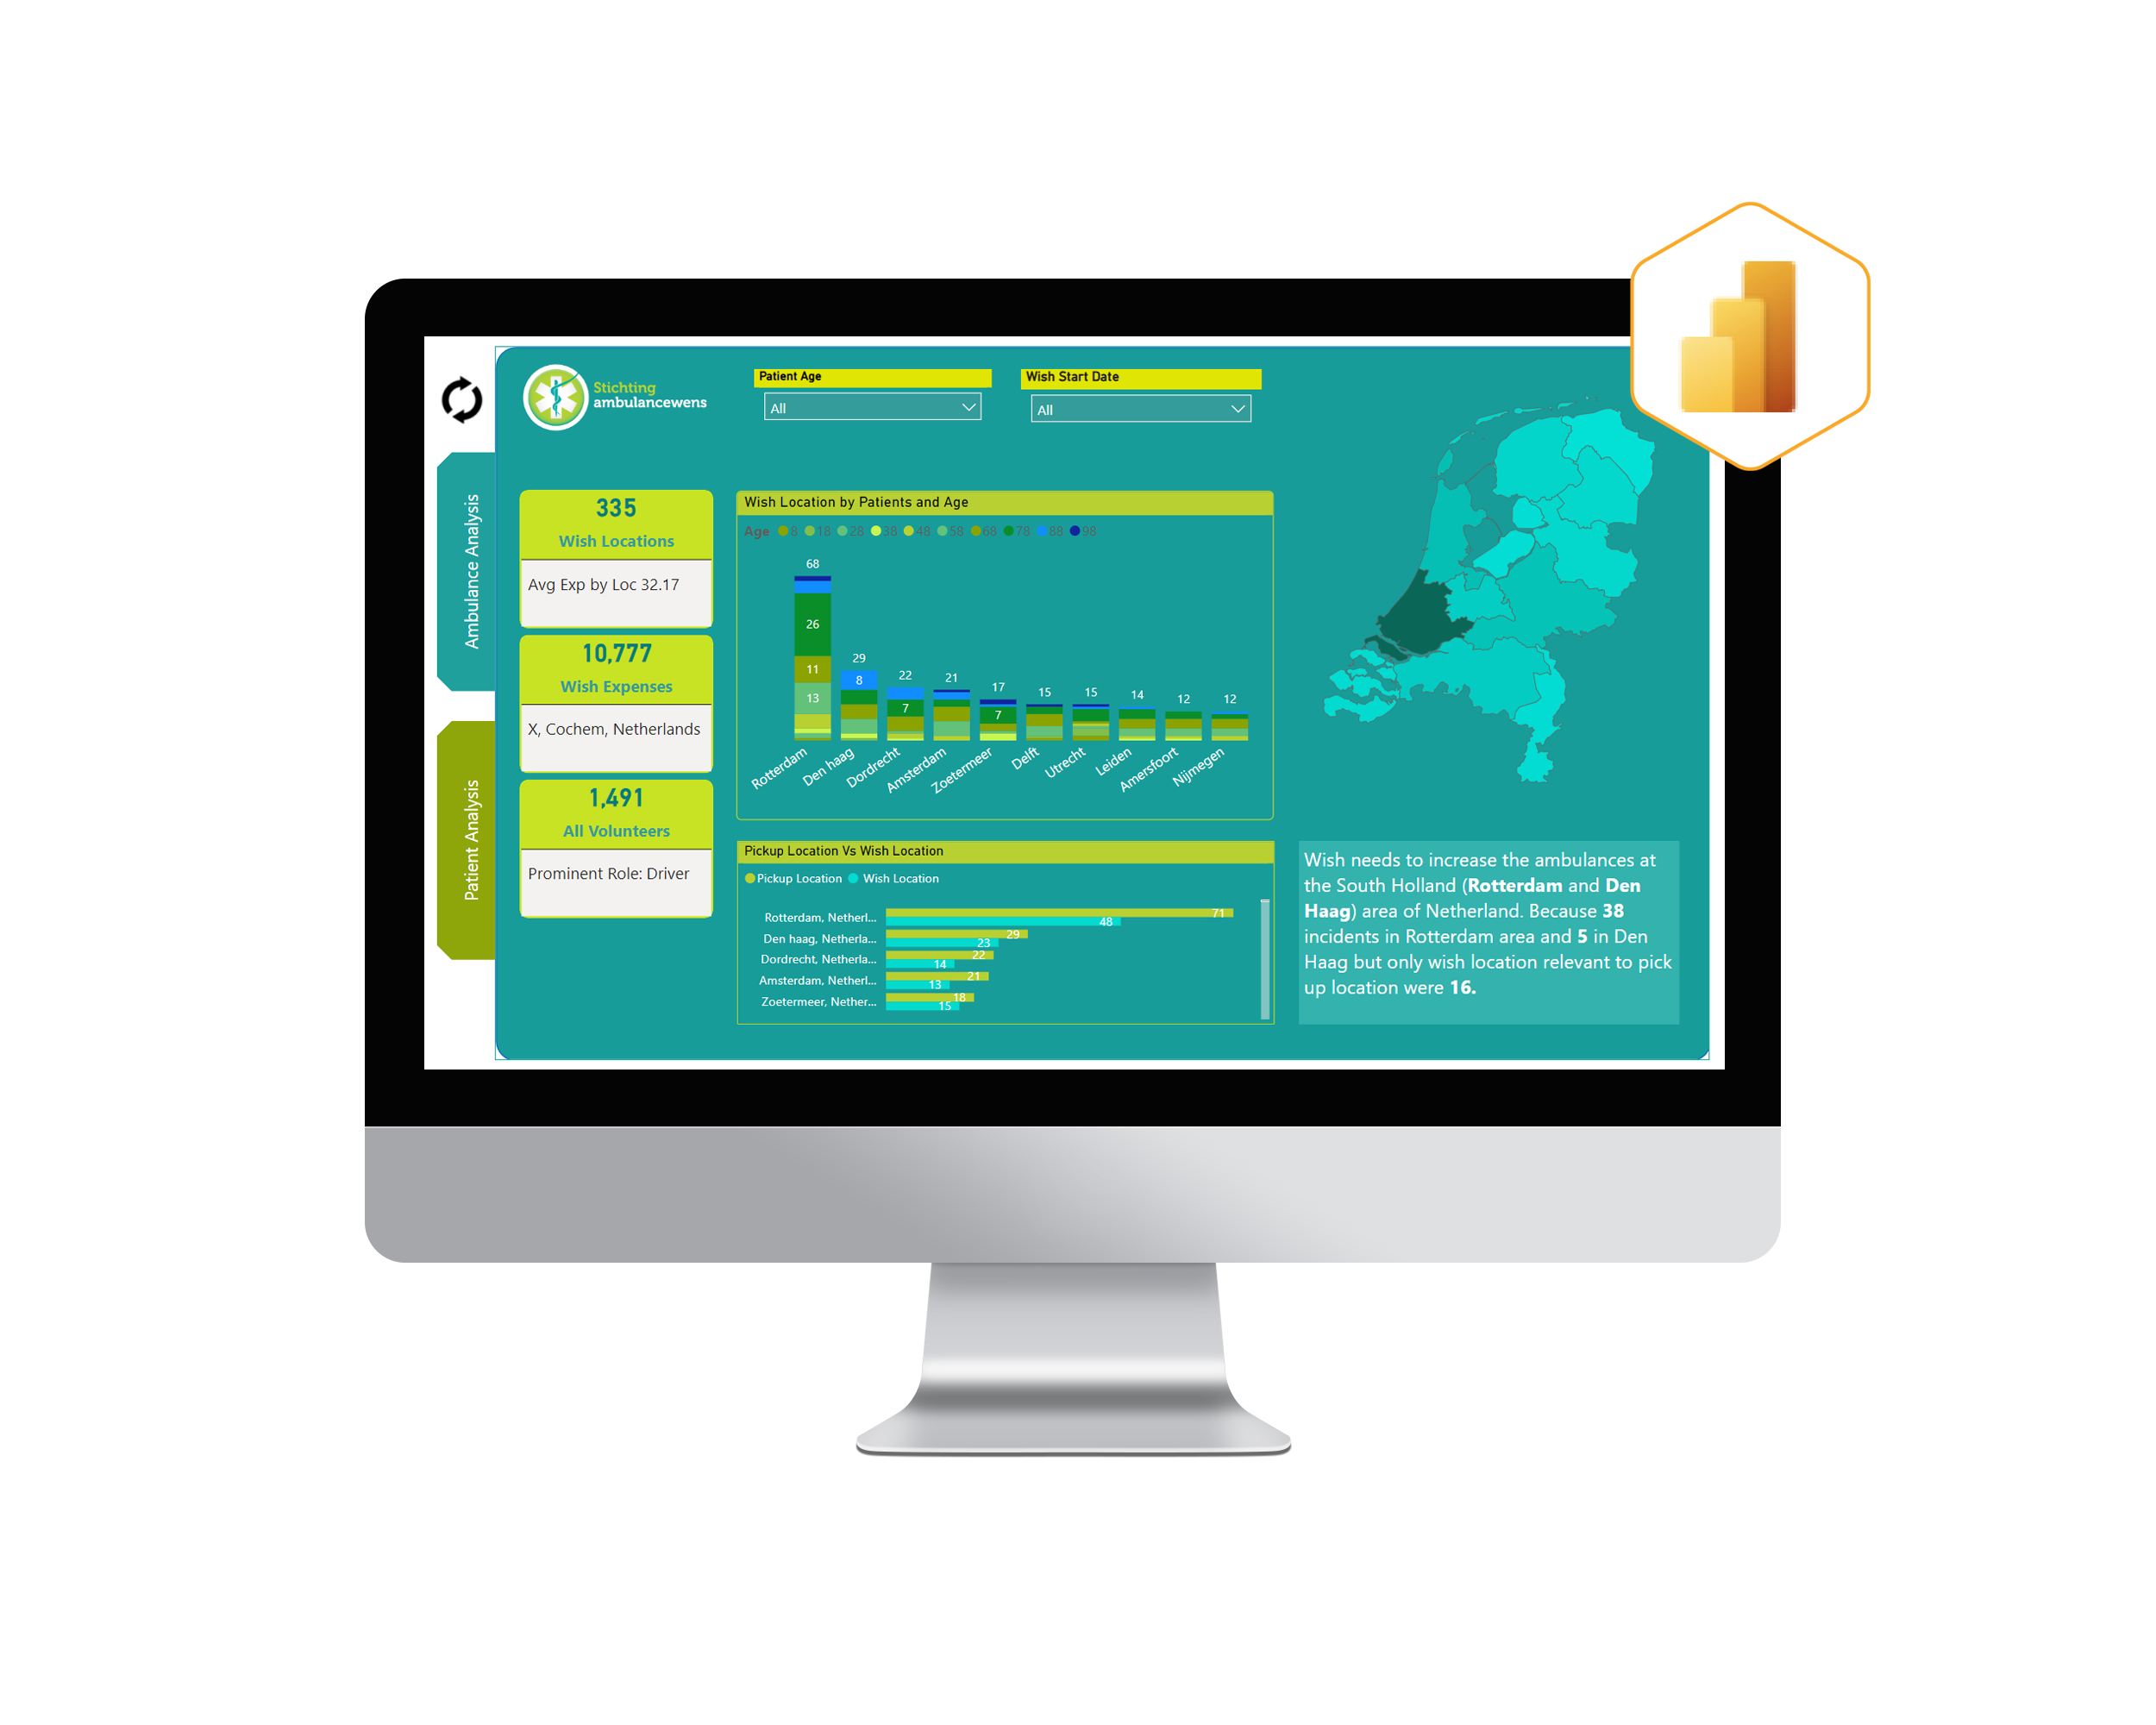 Stichting
ambulancewens
Patient Age
All
Wish Start Date
All
Ambulance Analysis
Patient Analysis
335
Wish Locations
Avg Exp by Loc 32.17
10,777
Wish Expenses
X, Cochem, Netherlands
1,491
All Volunteers
Prominent Role: Driver
Wish Location by Patients and Age
Age 8 18 28 38 48 58 68 78 88 98
68
26
11
13
29
8
22
7
21
17
7
15
15
14
12
12
Rotterdam
Den haag
Dordrecht
Amsterdam
Zoetermeer
Delft
Utrecht
Leiden
Amersfoort
Nijmegen
Pickup Location Vs Wish Location
Pickup Location Wish Location
Rotterdam, Netherl... 71
48
Den haag, Netherla... 29
23
Dordrecht, Netherla... 22
14
Amsterdam, Netherl... 21
13
Zoetermeer, Nether... 18
15
Wish needs to increase the ambulances at
the South Holland (Rotterdam and Den
Haag) area of Netherland. Because 38
incidents in Rotterdam area and 5 in Den
Haag but only wish location relevant to pick
up location were 16.